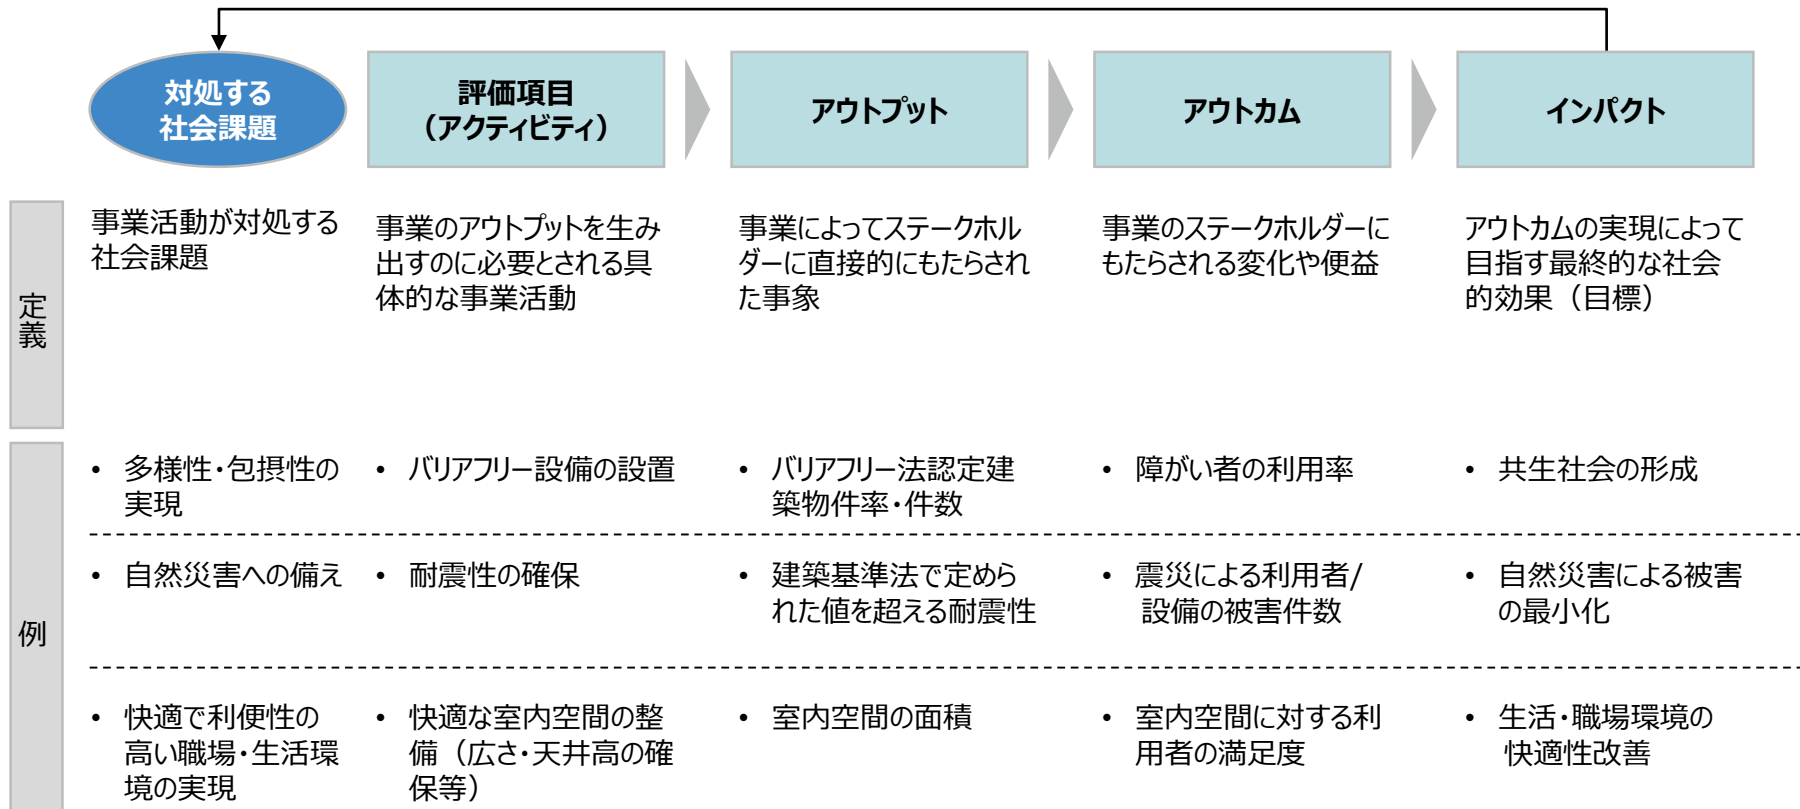 対処する
社会課題
評価項目
（アクティビティ）
アウトプット
アウトカム
インパクト
定義
事業活動が対処する
社会課題
事業のアウトプットを生み
出すのに必要とされる具
体的な事業活動
事業によってステークホル
ダーに直接的にもたらされ
た事象
事業のステークホルダーに
もたらされる変化や便益
アウトカムの実現によって
目指す最終的な社会
的効果（目標）
例
• 多様性・包摂性の
実現
• バリアフリー設備の設置
• バリアフリー法認定建
築物件率・件数
• 障がい者の利用率
• 共生社会の形成
• 自然災害への備え
• 耐震性の確保
• 建築基準法で定めら
れた値を超える耐震性
• 震災による利用者/
設備の被害件数
• 自然災害による被害
の最小化
• 快適で利便性の
高い職場・生活環
境の実現
• 快適な室内空間の整
備（広さ・天井高の確
保等）
• 室内空間の面積
• 室内空間に対する利
用者の満足度
• 生活・職場環境の
快適性改善